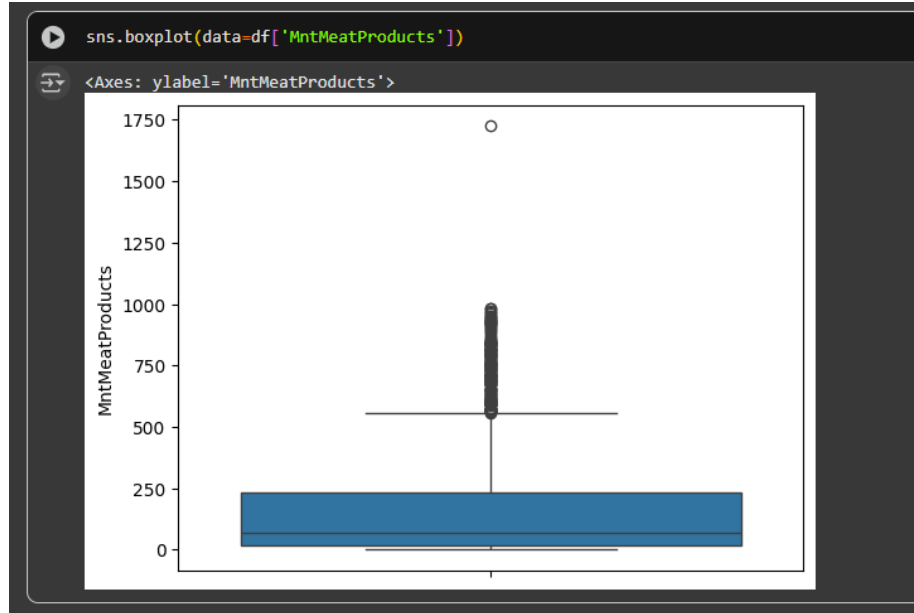 sns.boxplot(data=df['MntMeatProducts'])
<Axes: ylabel='MntMeatProducts'>
1750
1500
1250
1000
750
500
250
0
MntMeatProducts